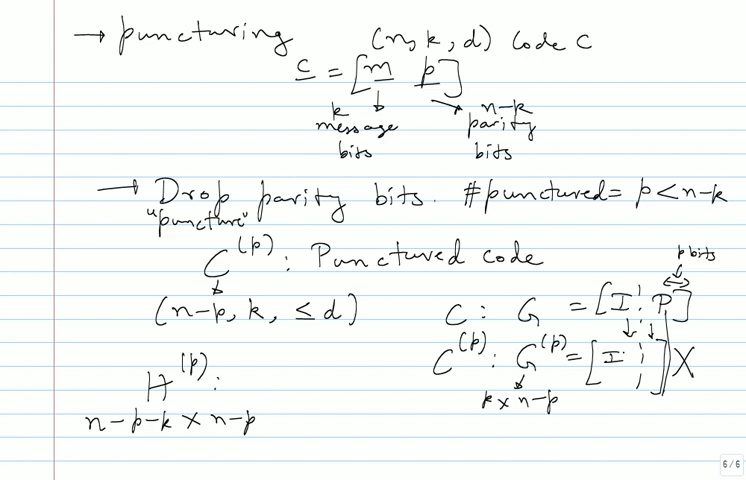 → puncturing (n, k, d) code C
c = [m p]
k message bits
n-k parity bits
→ Drop parity bits. #punctured = p < n-k
"puncture"
C^(p) : Punctured code
p bits
(n-p, k, ≤ d) C : G = [I ¦ P]
C^(p) : G^(p) = [I ¦ ] X
k × n-p
H^(p) :
n-p-k × n-p
6 / 6